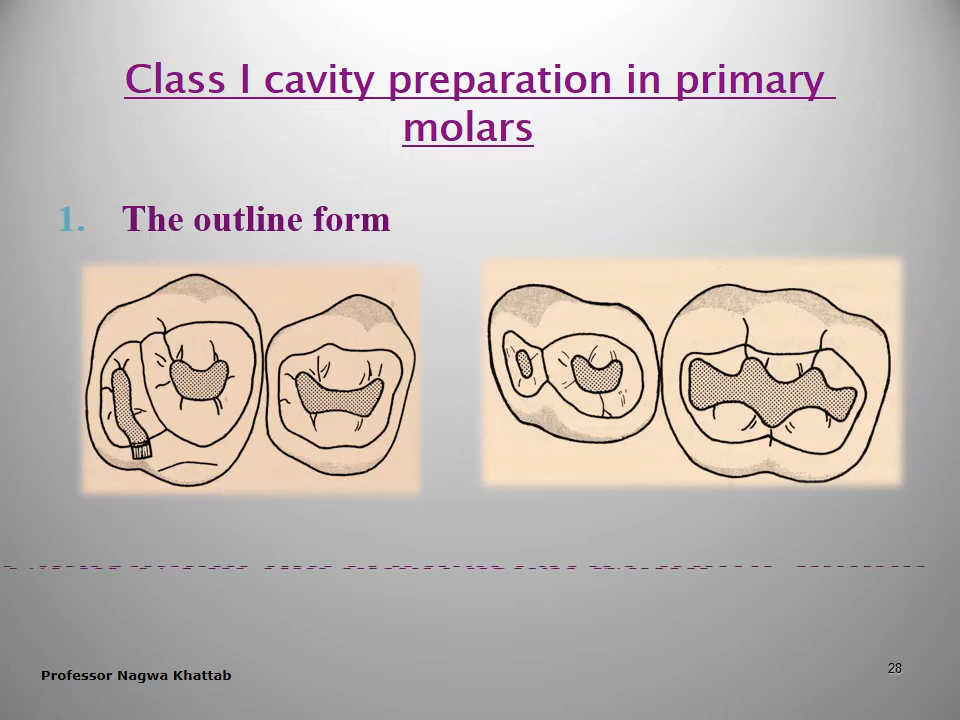 Class I cavity preparation in primary
molars
1. The outline form
Professor Nagwa Khattab
28